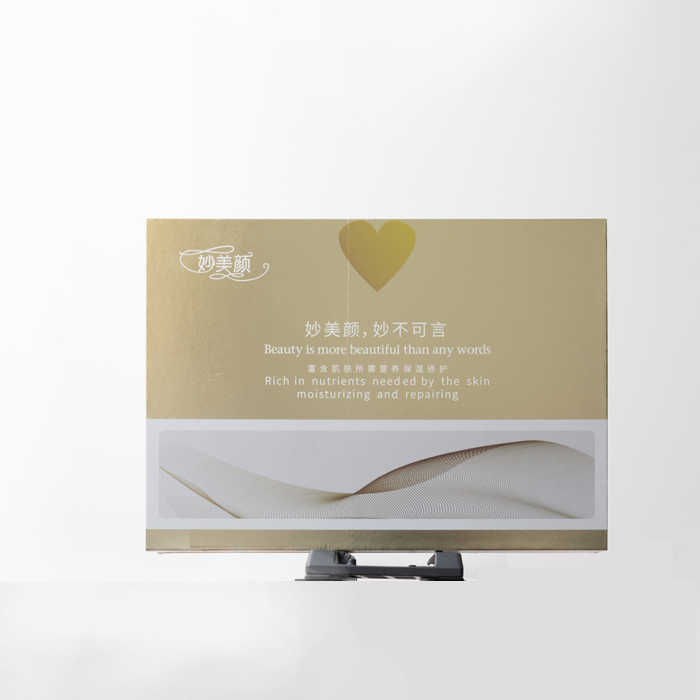 妙美颜
妙美颜,妙不可言
Beauty is more beautiful than any words
富含肌肤所需营养保湿修护
Rich in nutrients needed by the skin
moisturizing and repairing